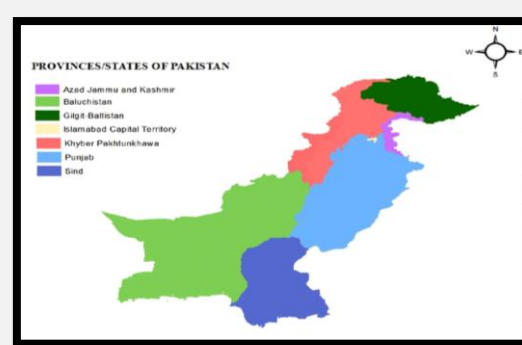 N
W E
S
PROVINCES/STATES OF PAKISTAN
Azad Jammu and Kashmir
Baluchistan
Gilgit-Baltistan
Islamabad Capital Territory
Khyber Pakhtunkhawa
Punjab
Sind